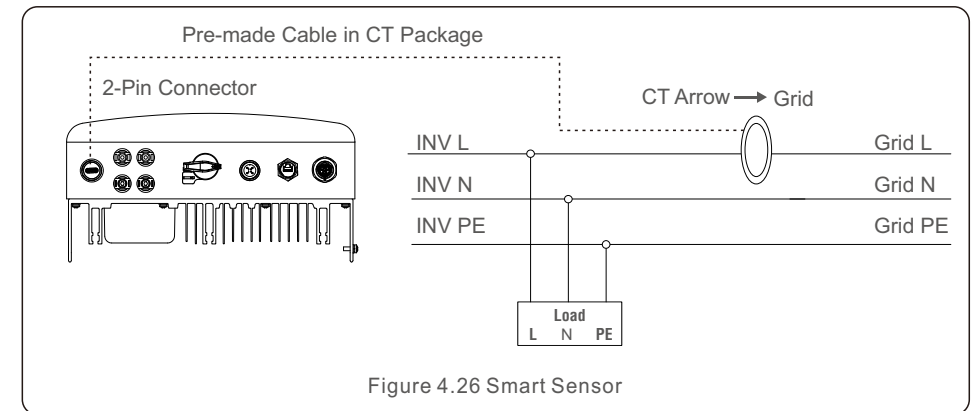 Pre-made Cable in CT Package
2-Pin Connector
CT Arrow → Grid
INV L
Grid L
INV N
Grid N
INV PE
Grid PE
Load
L N PE
Figure 4.26 Smart Sensor